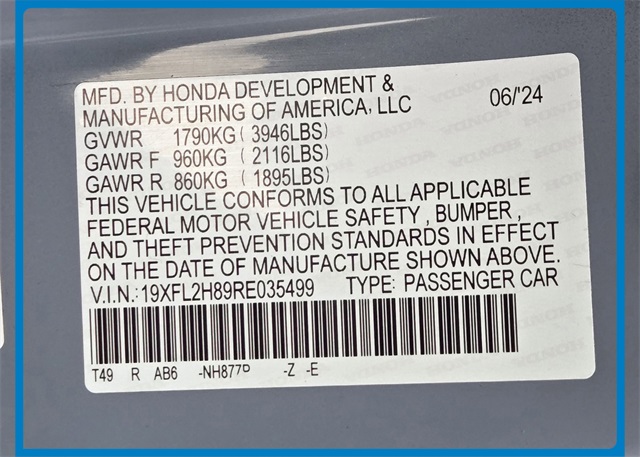 MFD. BY HONDA DEVELOPMENT &
MANUFACTURING OF AMERICA, LLC 06/'24
GVWR 1790KG ( 3946LBS)
GAWR F 960KG ( 2116LBS)
GAWR R 860KG ( 1895LBS)
THIS VEHICLE CONFORMS TO ALL APPLICABLE
FEDERAL MOTOR VEHICLE SAFETY , BUMPER ,
AND THEFT PREVENTION STANDARDS IN EFFECT
ON THE DATE OF MANUFACTURE SHOWN ABOVE.
V.I.N.:19XFL2H89RE035499 TYPE: PASSENGER CAR
T49 R AB6 -NH877P -Z -E